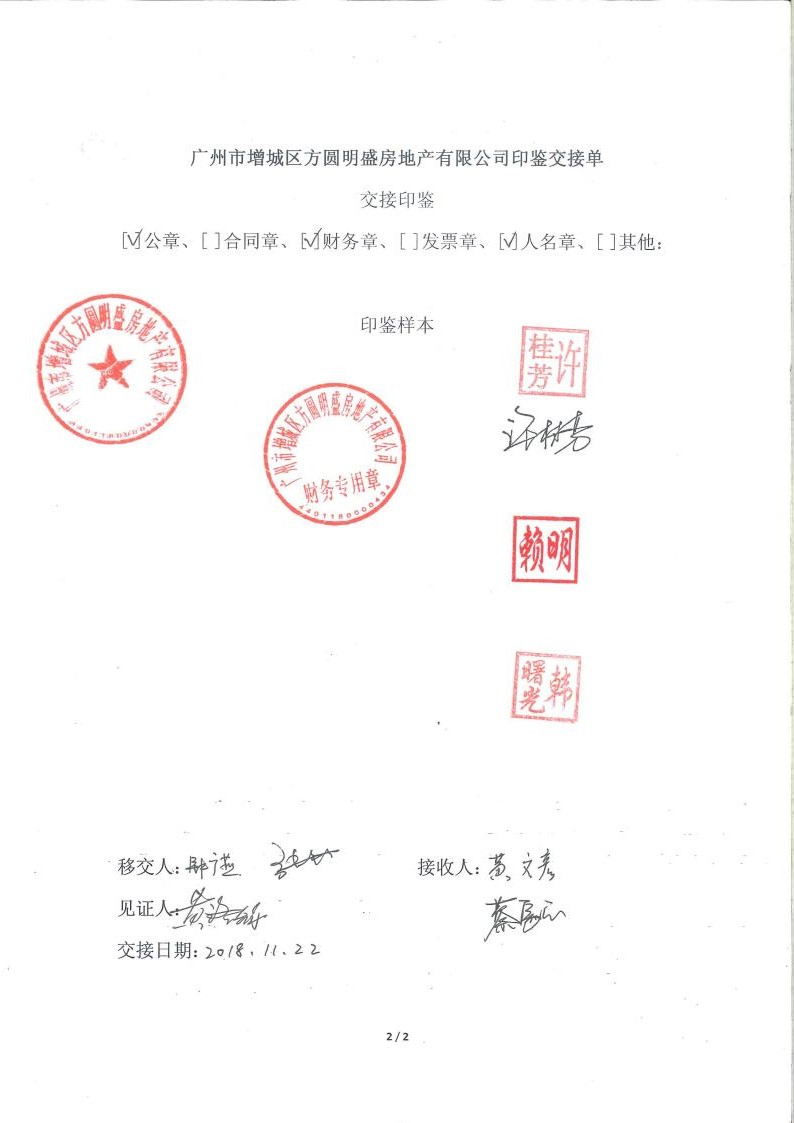 广州市增城区方圆明盛房地产有限公司印鉴交接单
交接印鉴
[√]公章、[ ]合同章、[√]财务章、[ ]发票章、[√]人名章、[ ]其他:
印鉴样本
广州市增城区方圆明盛房地产有限公司
广州市增城区方圆明盛房地产有限公司
财务专用章
许桂芳
赖明
韩曙光
移交人:
接收人: 黄文彦
见证人:
交接日期: 2018.11.22
2 / 2